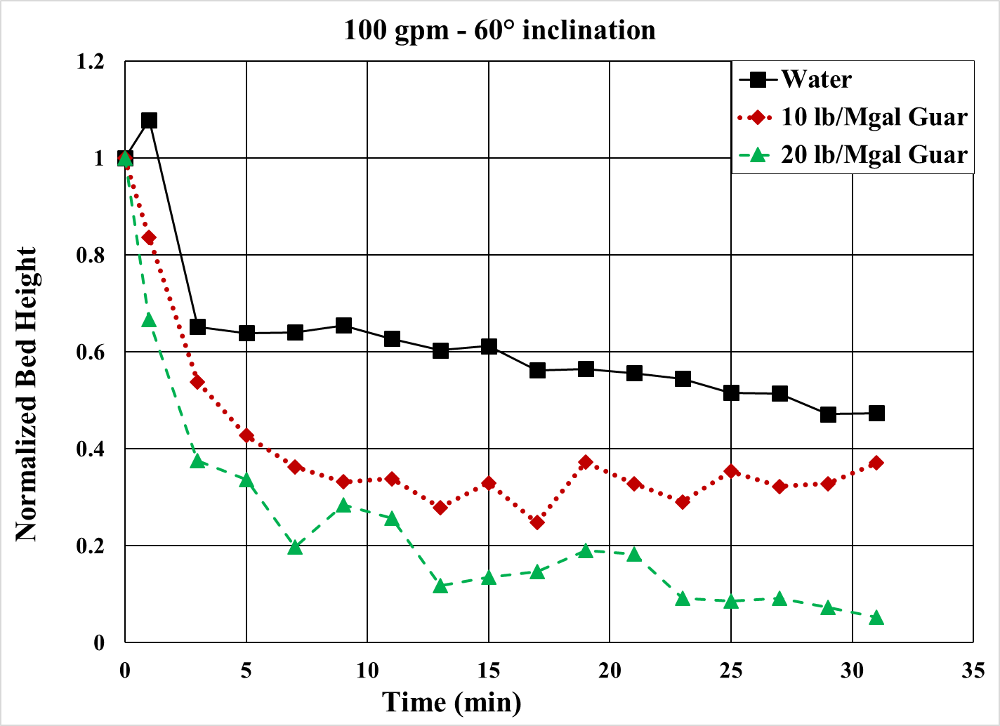 100 gpm - 60° inclination
1.2
1
0.8
0.6
0.4
0.2
0
Normalized Bed Height
Water
10 lb/Mgal Guar
20 lb/Mgal Guar
0 5 10 15 20 25 30 35
Time (min)